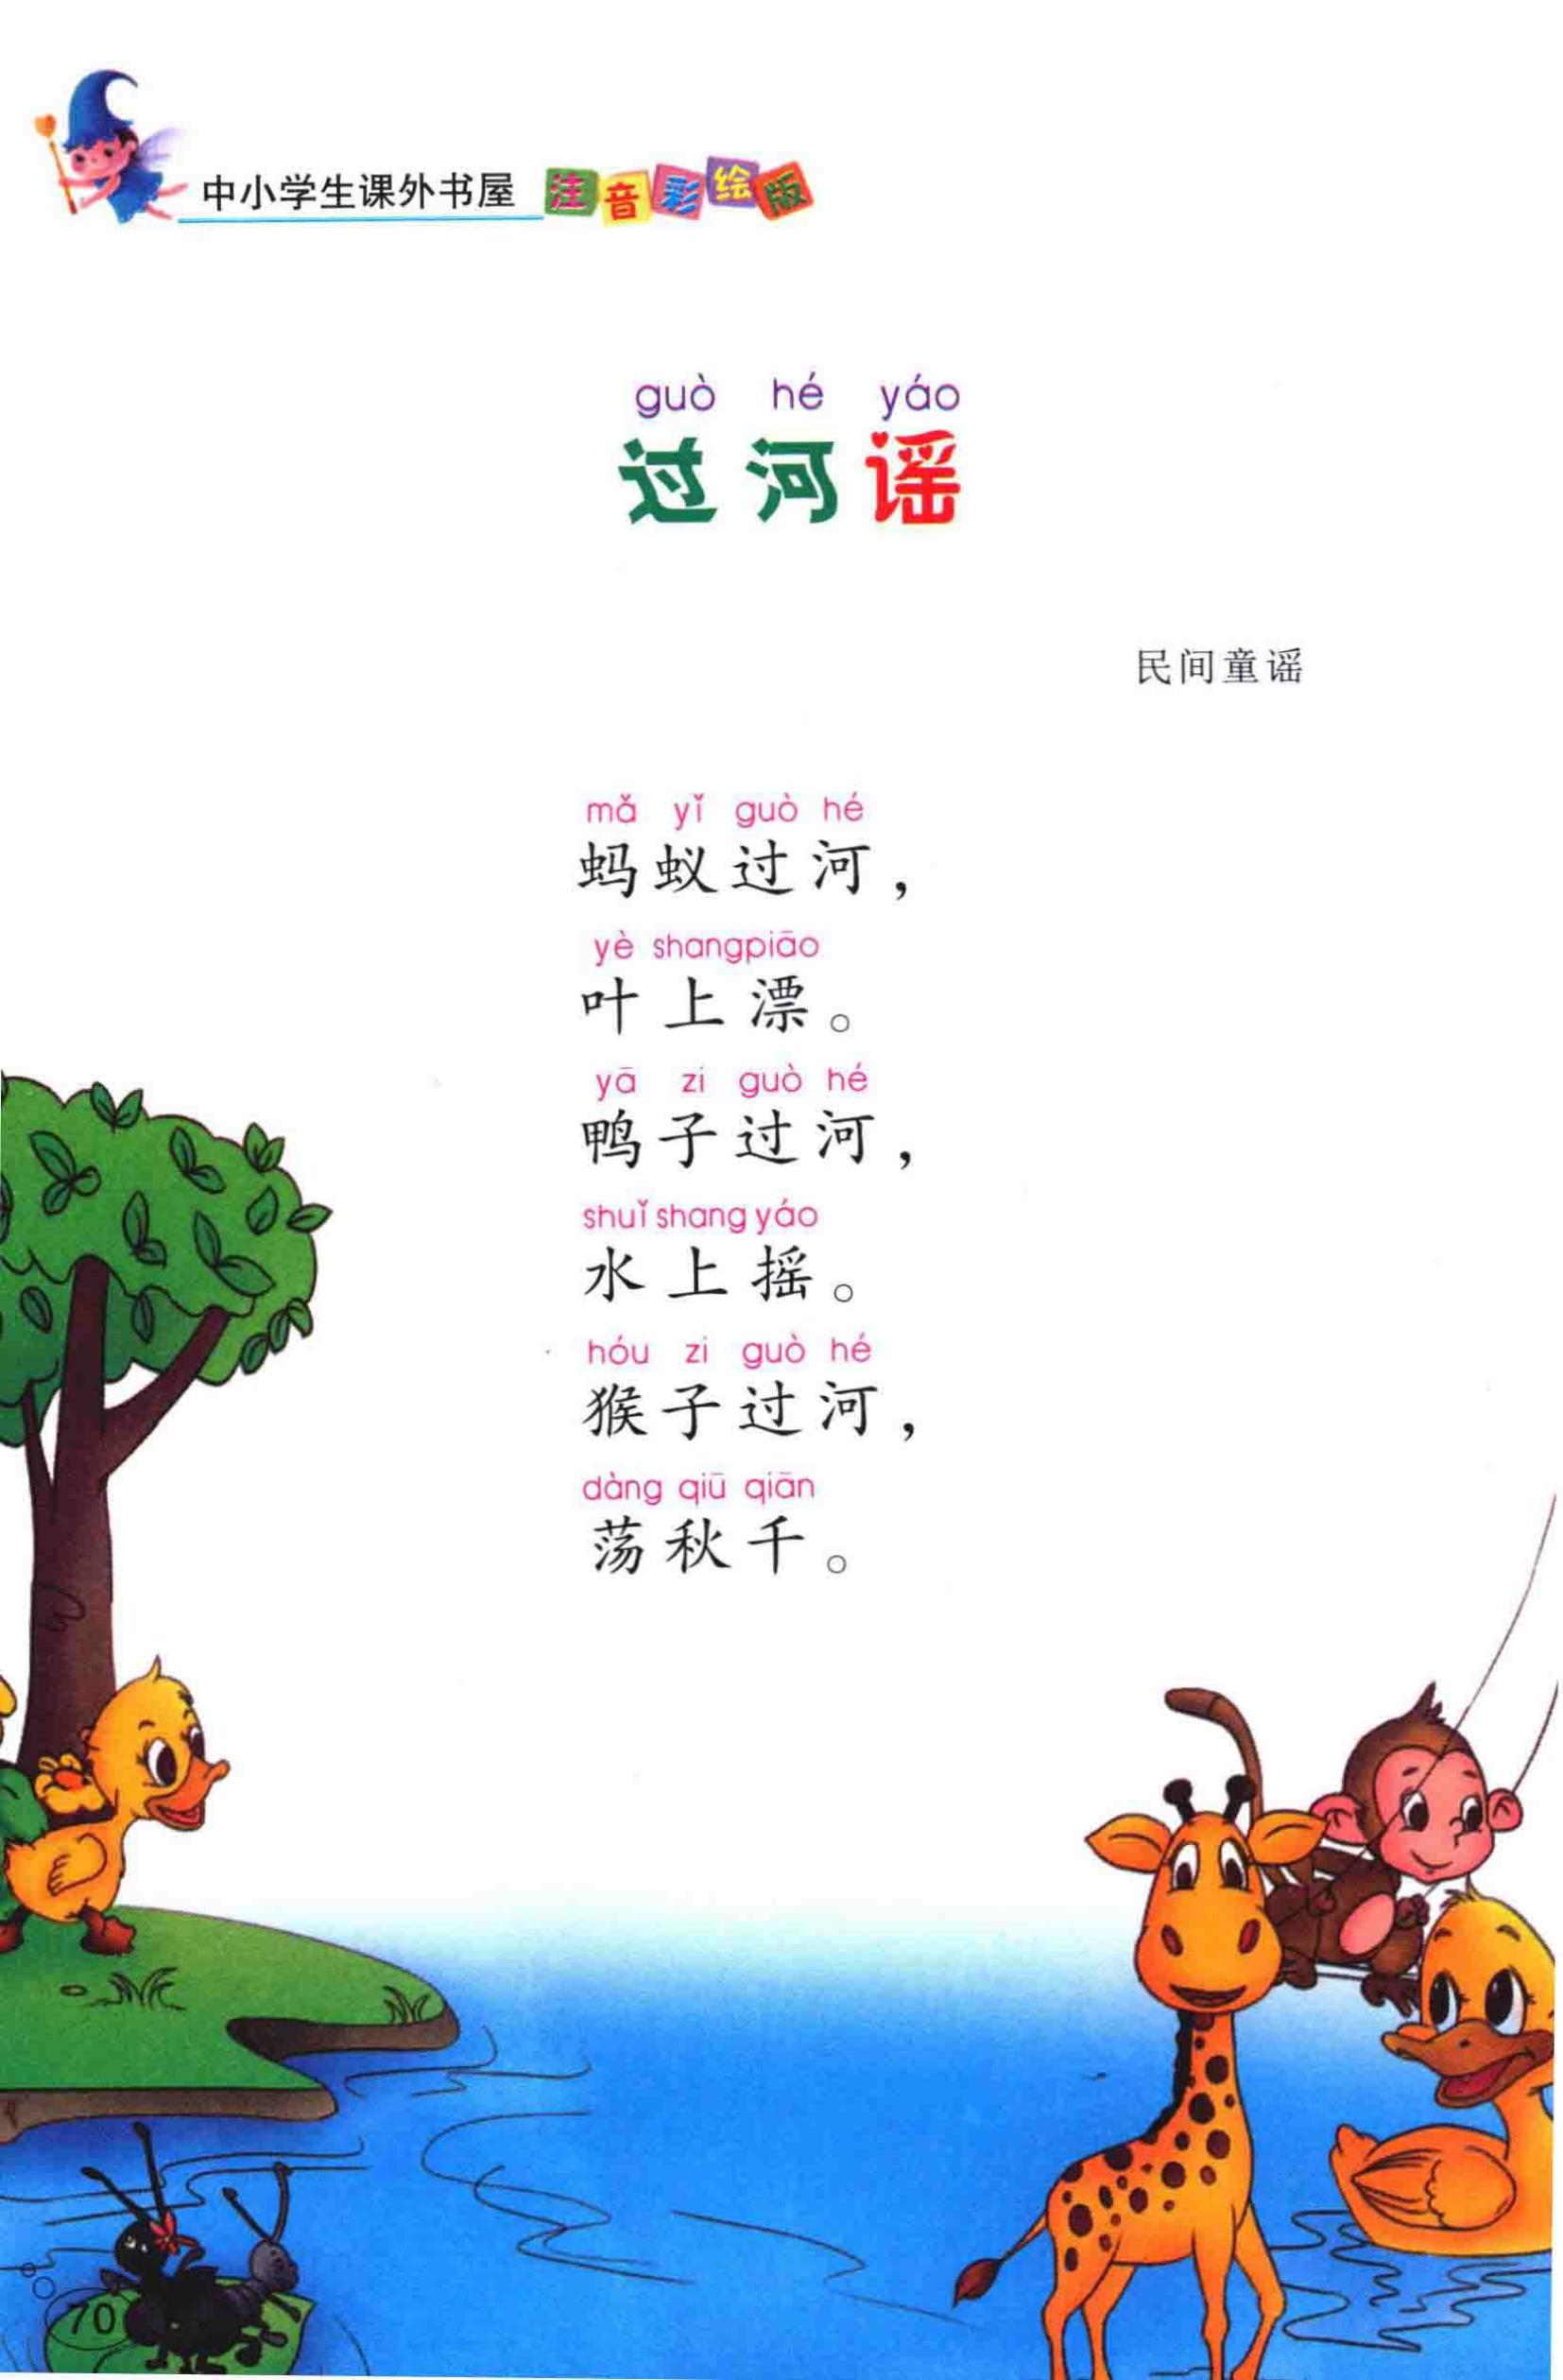 中小学生课外书屋 注音彩绘版
guò hé yáo
过河谣
民间童谣
mǎ yǐ guò hé
蚂蚁过河，
yè shangpiāo
叶上漂。
yā zi guò hé
鸭子过河，
shuǐ shang yáo
水上摇。
hóu zi guò hé
猴子过河，
dàng qiū qiān
荡秋千。
70